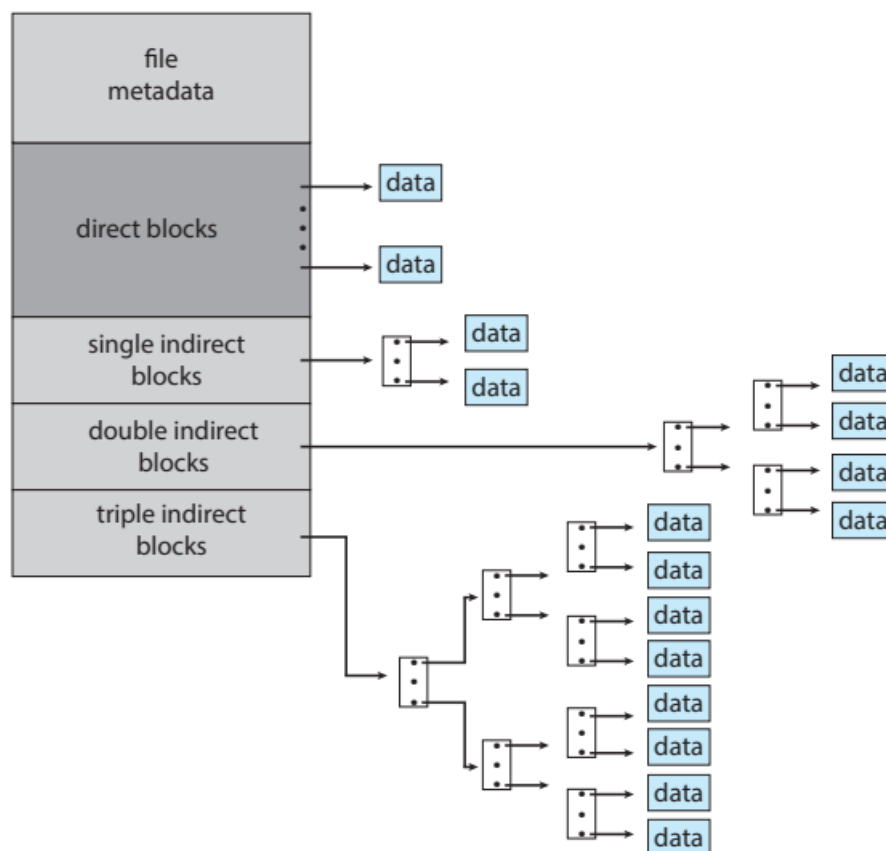 file
metadata
direct blocks
data
data
single indirect
blocks
data
data
double indirect
blocks
data
data
data
data
triple indirect
blocks
data
data
data
data
data
data
data
data